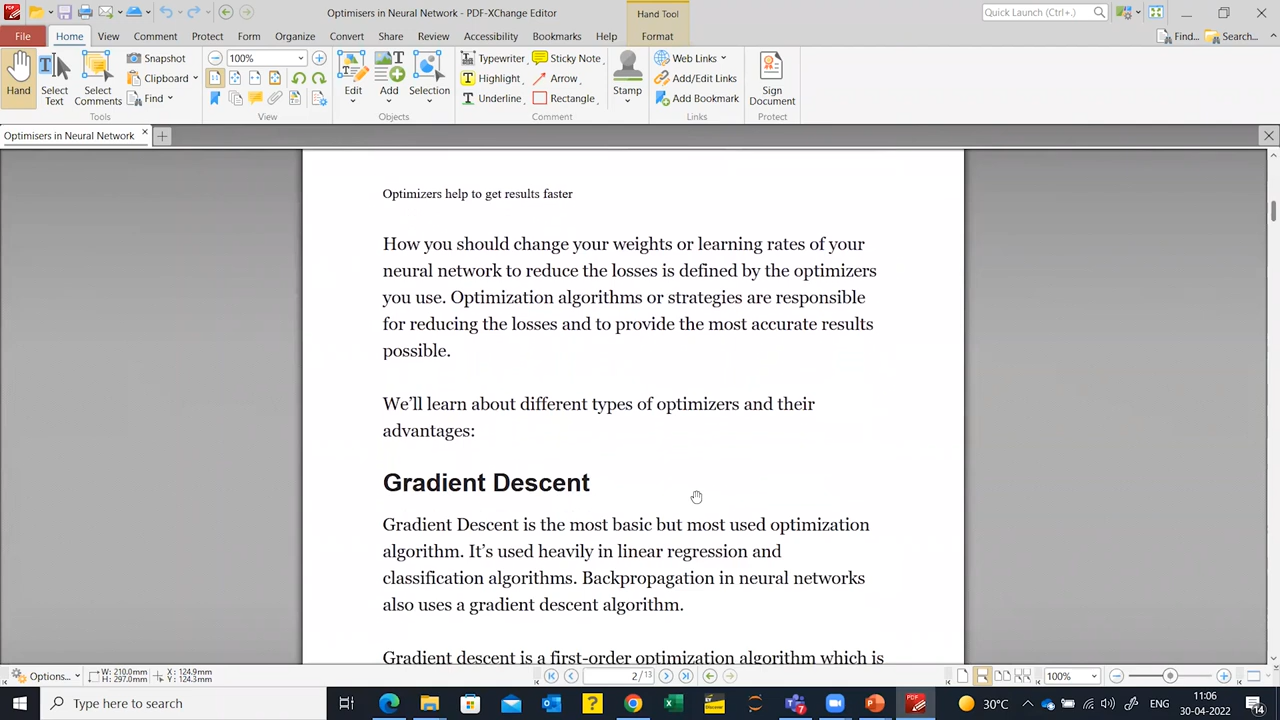 Optimisers in Neural Network - PDF-XChange Editor
Hand Tool
Quick Launch (Ctrl+.)
File Home View Comment Protect Form Organize Convert Share Review Accessibility Bookmarks Help Format
Find... Search...
Hand
Select Text
Select Comments
Snapshot
Clipboard
Find
Tools
100%
View
Edit
Add
Selection
Objects
Typewriter
Highlight
Underline
Sticky Note
Arrow
Rectangle
Stamp
Comment
Web Links
Add/Edit Links
Add Bookmark
Links
Sign Document
Protect
Optimisers in Neural Network
Optimizers help to get results faster
How you should change your weights or learning rates of your
neural network to reduce the losses is defined by the optimizers
you use. Optimization algorithms or strategies are responsible
for reducing the losses and to provide the most accurate results
possible.
We'll learn about different types of optimizers and their
advantages:
Gradient Descent
Gradient Descent is the most basic but most used optimization
algorithm. It's used heavily in linear regression and
classification algorithms. Backpropagation in neural networks
also uses a gradient descent algorithm.
Gradient descent is a first-order optimization algorithm which is
Options...
W: 210.0mm
H: 297.0mm
X: 124.9mm
Y: 124.3mm
2 / 13
100%
Type here to search
30°C
ENG
11:06
30-04-2022
14